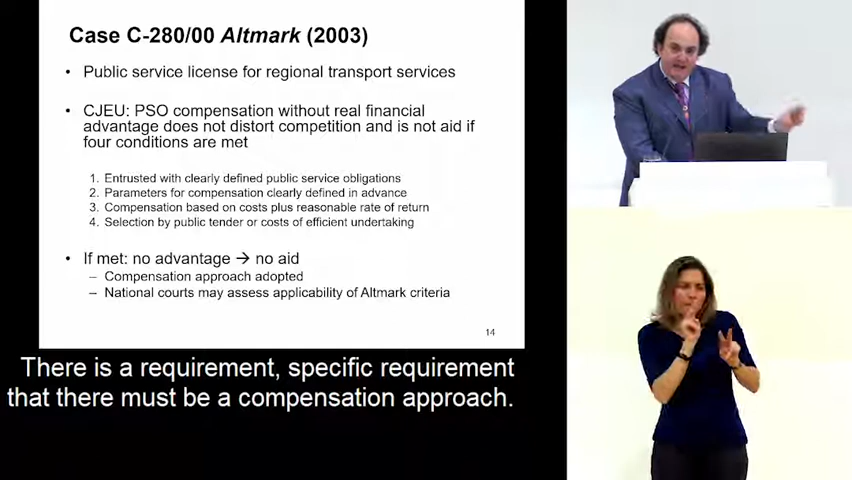 Case C-280/00 Altmark (2003)
• Public service license for regional transport services
• CJEU: PSO compensation without real financial
advantage does not distort competition and is not aid if
four conditions are met
1. Entrusted with clearly defined public service obligations
2. Parameters for compensation clearly defined in advance
3. Compensation based on costs plus reasonable rate of return
4. Selection by public tender or costs of efficient undertaking
• If met: no advantage → no aid
– Compensation approach adopted
– National courts may assess applicability of Altmark criteria
14
There is a requirement, specific requirement
that there must be a compensation approach.